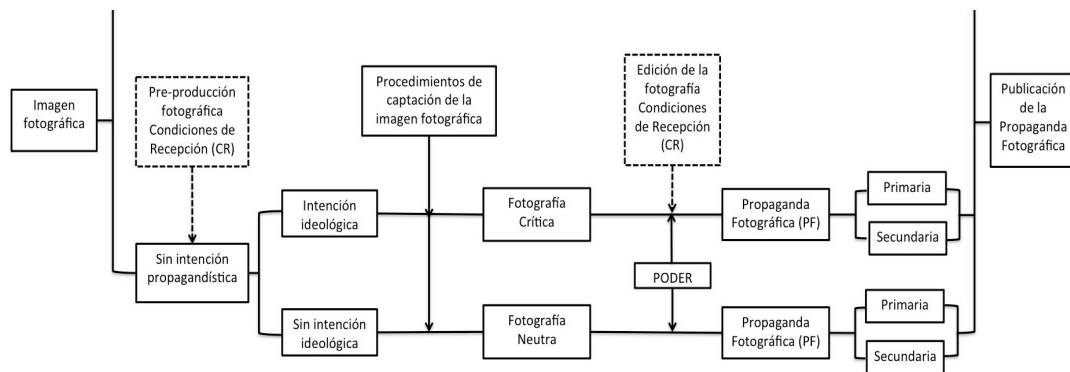 Imagen
fotográfica
Pre-producción
fotográfica
Condiciones de
Recepción (CR)
Sin intención
propagandística
Intención
ideológica
Sin intención
ideológica
Procedimientos de
captación de la
imagen fotográfica
Fotografía
Crítica
Fotografía
Neutra
Edición de la
fotografía
Condiciones
de Recepción
(CR)
PODER
Propaganda
Fotográfica (PF)
Propaganda
Fotográfica (PF)
Primaria
Secundaria
Primaria
Secundaria
Publicación
de la
Propaganda
Fotográfica